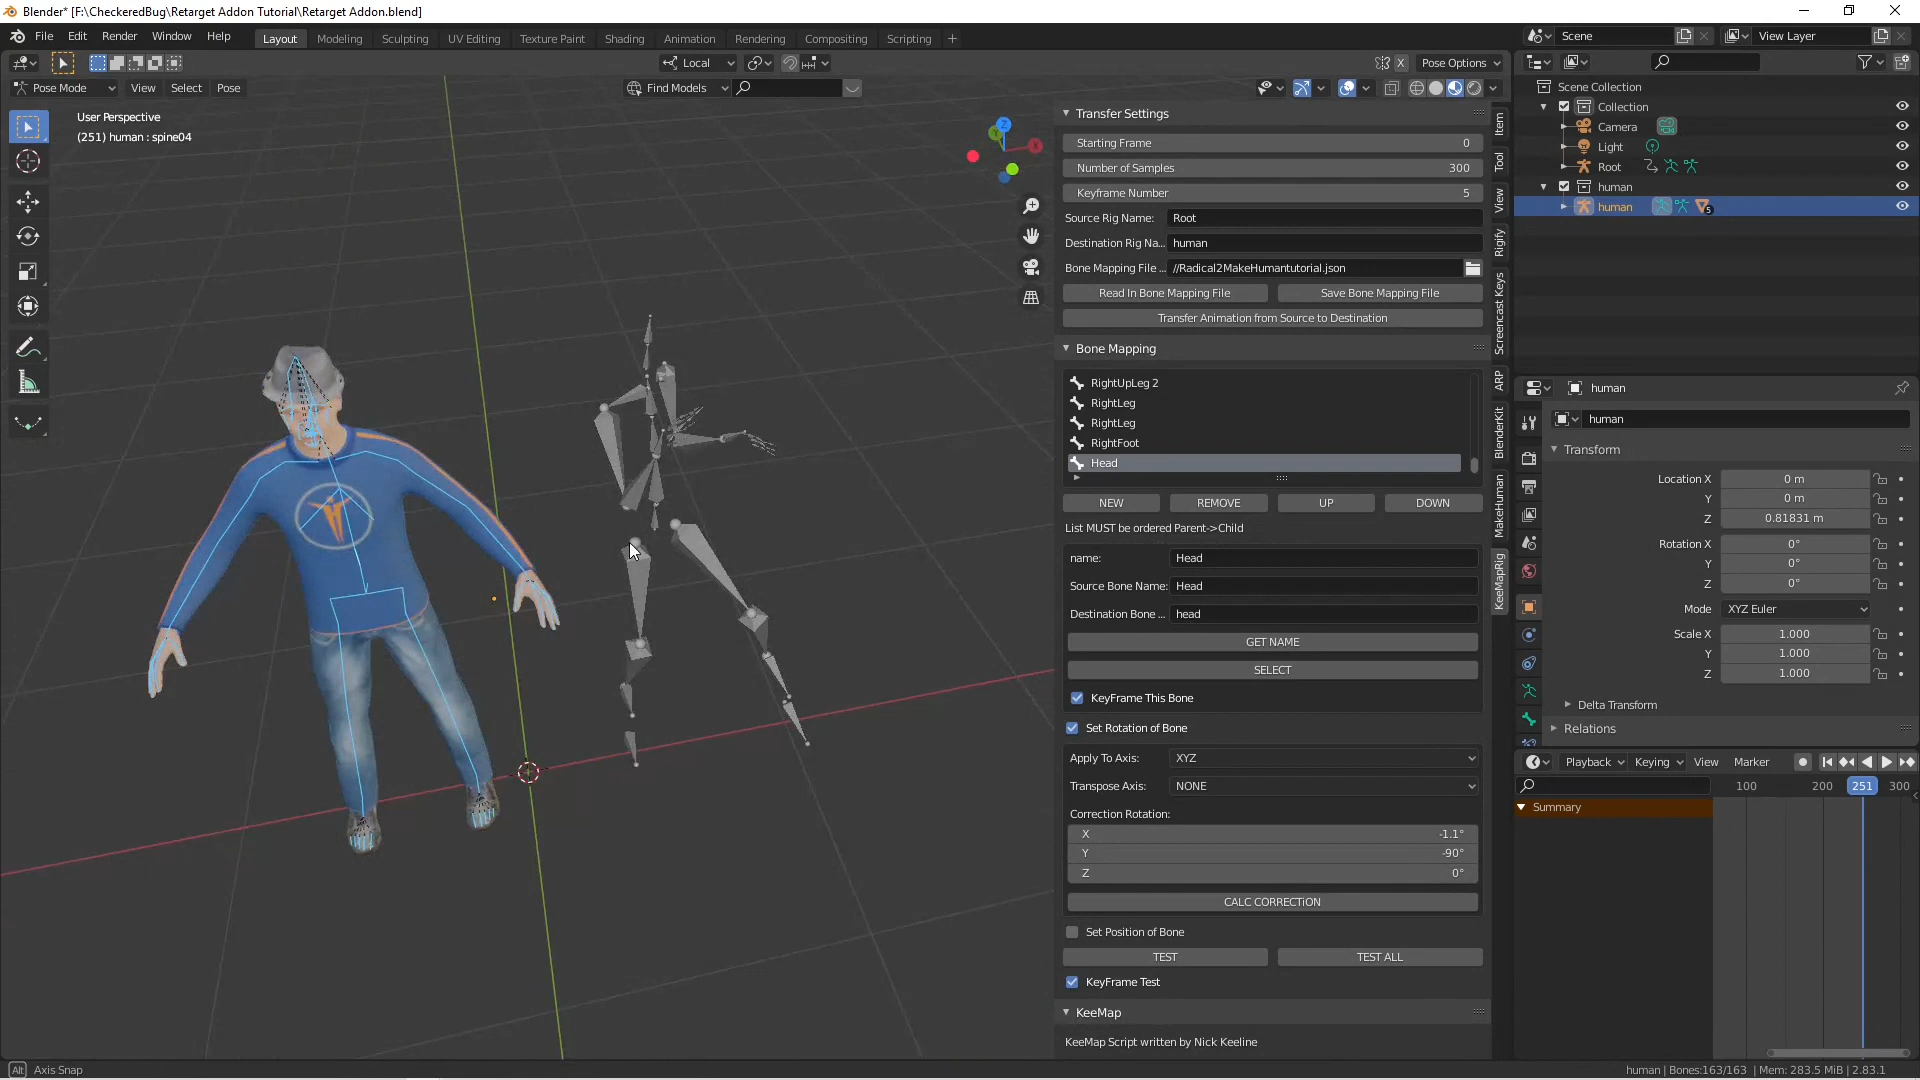 Blender* [F:\CheckeredBug\Retarget Addon Tutorial\Retarget Addon.blend]
File Edit Render Window Help Layout Modeling Sculpting UV Editing Texture Paint Shading Animation Rendering Compositing Scripting +
Scene View Layer
Local X Pose Options
Pose Mode View Select Pose Find Models
User Perspective
(251) human : spine04
Z
Y
X
Transfer Settings
Starting Frame 0
Number of Samples 300
Keyframe Number 5
Source Rig Name: Root
Destination Rig Na... human
Bone Mapping File ... //Radical2MakeHumantutorial.json
Read In Bone Mapping File Save Bone Mapping File
Transfer Animation from Source to Destination
Bone Mapping
RightUpLeg 2
RightLeg
RightLeg
RightFoot
Head
NEW REMOVE UP DOWN
List MUST be ordered Parent->Child
name: Head
Source Bone Name: Head
Destination Bone ... head
GET NAME
SELECT
KeyFrame This Bone
Set Rotation of Bone
Apply To Axis: XYZ
Transpose Axis: NONE
Correction Rotation:
X -1.1°
Y -90°
Z 0°
CALC CORRECTION
Set Position of Bone
TEST TEST ALL
KeyFrame Test
KeeMap
KeeMap Script written by Nick Keeline
Item
Tool
View
Rigify
Screencast Keys
ARP
BlenderKit
MakeHuman
KeeMapRig
Scene Collection
Collection
Camera
Light
Root
human
human 5
human
human
Transform
Location X 0 m
Y 0 m
Z 0.81831 m
Rotation X 0°
Y 0°
Z 0°
Mode XYZ Euler
Scale X 1.000
Y 1.000
Z 1.000
Delta Transform
Relations
Playback Keying View Marker
100 200 251 300
Summary
Alt Axis Snap
human | Bones:163/163 | Mem: 283.5 MiB | 2.83.1